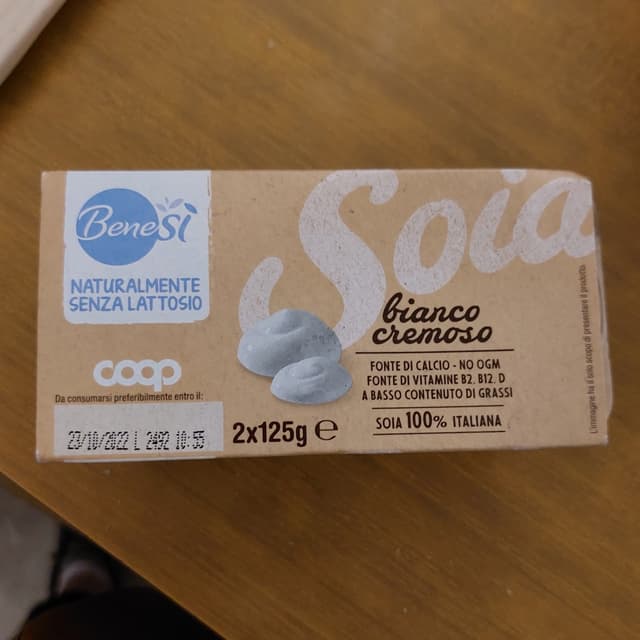 BeneSì
NATURALMENTE
SENZA LATTOSIO
coop
Da consumarsi preferibilmente entro il:
23/10/2022 L 2492 10:55
Soia
bianco
cremoso
FONTE DI CALCIO - NO OGM
FONTE DI VITAMINE B2, B12, D
A BASSO CONTENUTO DI GRASSI
SOIA 100% ITALIANA
2x125g e
L'immagine ha il solo scopo di presentare il prodotto